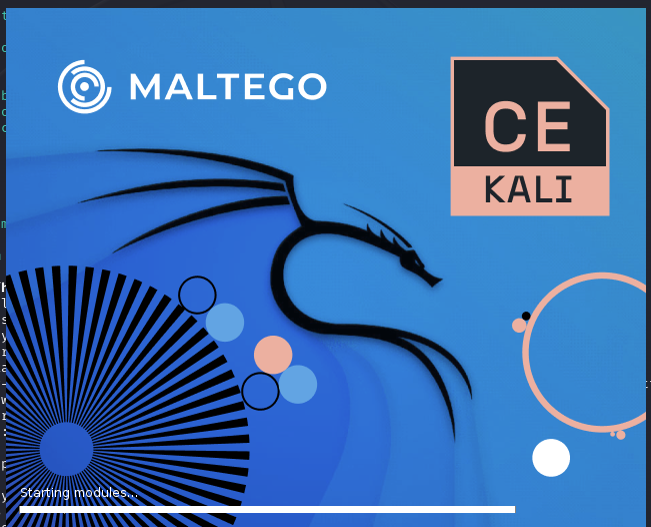 MALTEGO
CE
KALI
Starting modules...